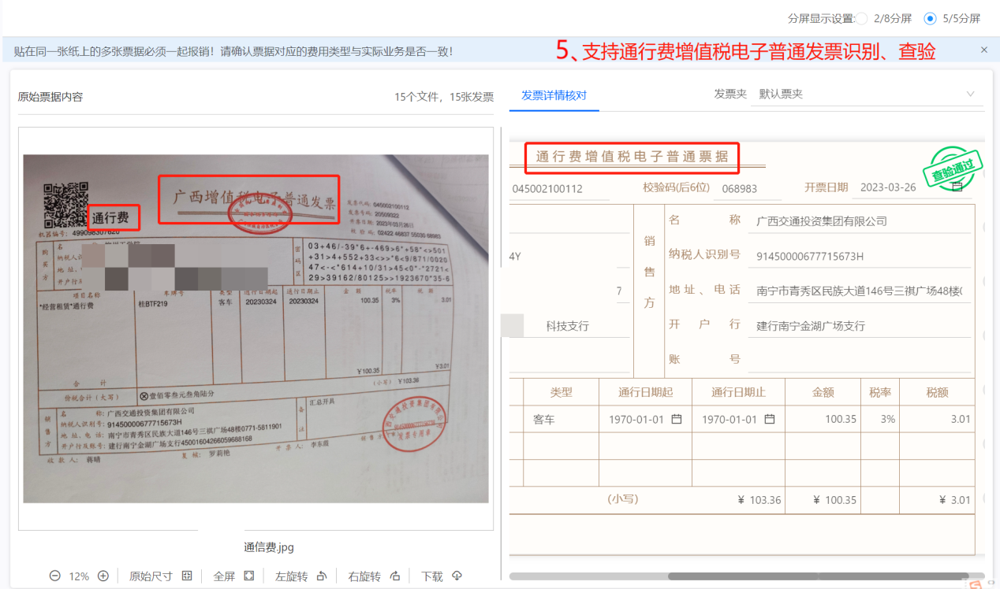 分屏显示设置: 2/8分屏 5/5分屏
贴在同一张纸上的多张票据必须一起报销！请确认票据对应的费用类型与实际业务是否一致！
5、支持通行费增值税电子普通发票识别、查验
原始票据内容 15个文件，15张发票
发票详情核对 发票夹 默认票夹
通行费
广西增值税电子普通发票
发票代码: 045002100112
开票日期: 2023年03月26日
校 验 码: 02422 46837 55030 68983
机器编号: 499098307620
购买方
名
纳税人识
地 址、
开户行及
密码区
03+46/-39*6+-469>6*+58*<>501
+31>4+552+33<>>*6<9/871/0020
47<-<*614+10/31>45<0*-*2721<
29>39162/80125>>1923670*35-6
项目名称 车牌号 类型 通行日期起 通行日期止 金 额 税率 税 额
*经营租赁*通行费 桂BTF219 客车 20230324 20230324 100.35 3% 3.01
合 计 ¥100.35 ¥3.01
价税合计（大写） ⊗壹佰零叁元叁角陆分 （小写） ¥103.36
销售方
名 称: 广西交通投资集团有限公司
纳税人识别号: 91450000677715673H
地 址、电 话: 南宁市青秀区民族大道146号三祺广场48楼0771-5811901
开户行及账号: 建行南宁金湖广场支行45001604266059688168
备注
汇总开具
收 款 人: 蒋晴 复 核: 罗莉艳 开 票 人: 李东霞 销 售 方
发票专用章
通信费.jpg
12% 原始尺寸 全屏 左旋转 右旋转 下载
通行费增值税电子普通票据
查验通过
045002100112 校验码(后6位) 068983 开票日期 2023-03-26
4Y
7
科技支行
销售方
名 称 广西交通投资集团有限公司
纳税人识别号 91450000677715673H
地址、电话 南宁市青秀区民族大道146号三祺广场48楼(
开 户 行 建行南宁金湖广场支行
账 号
类型 通行日期起 通行日期止 金额 税率 税额
客车 1970-01-01 1970-01-01 100.35 3% 3.01
(小写) ¥ 103.36 ¥ 100.35 ¥ 3.01